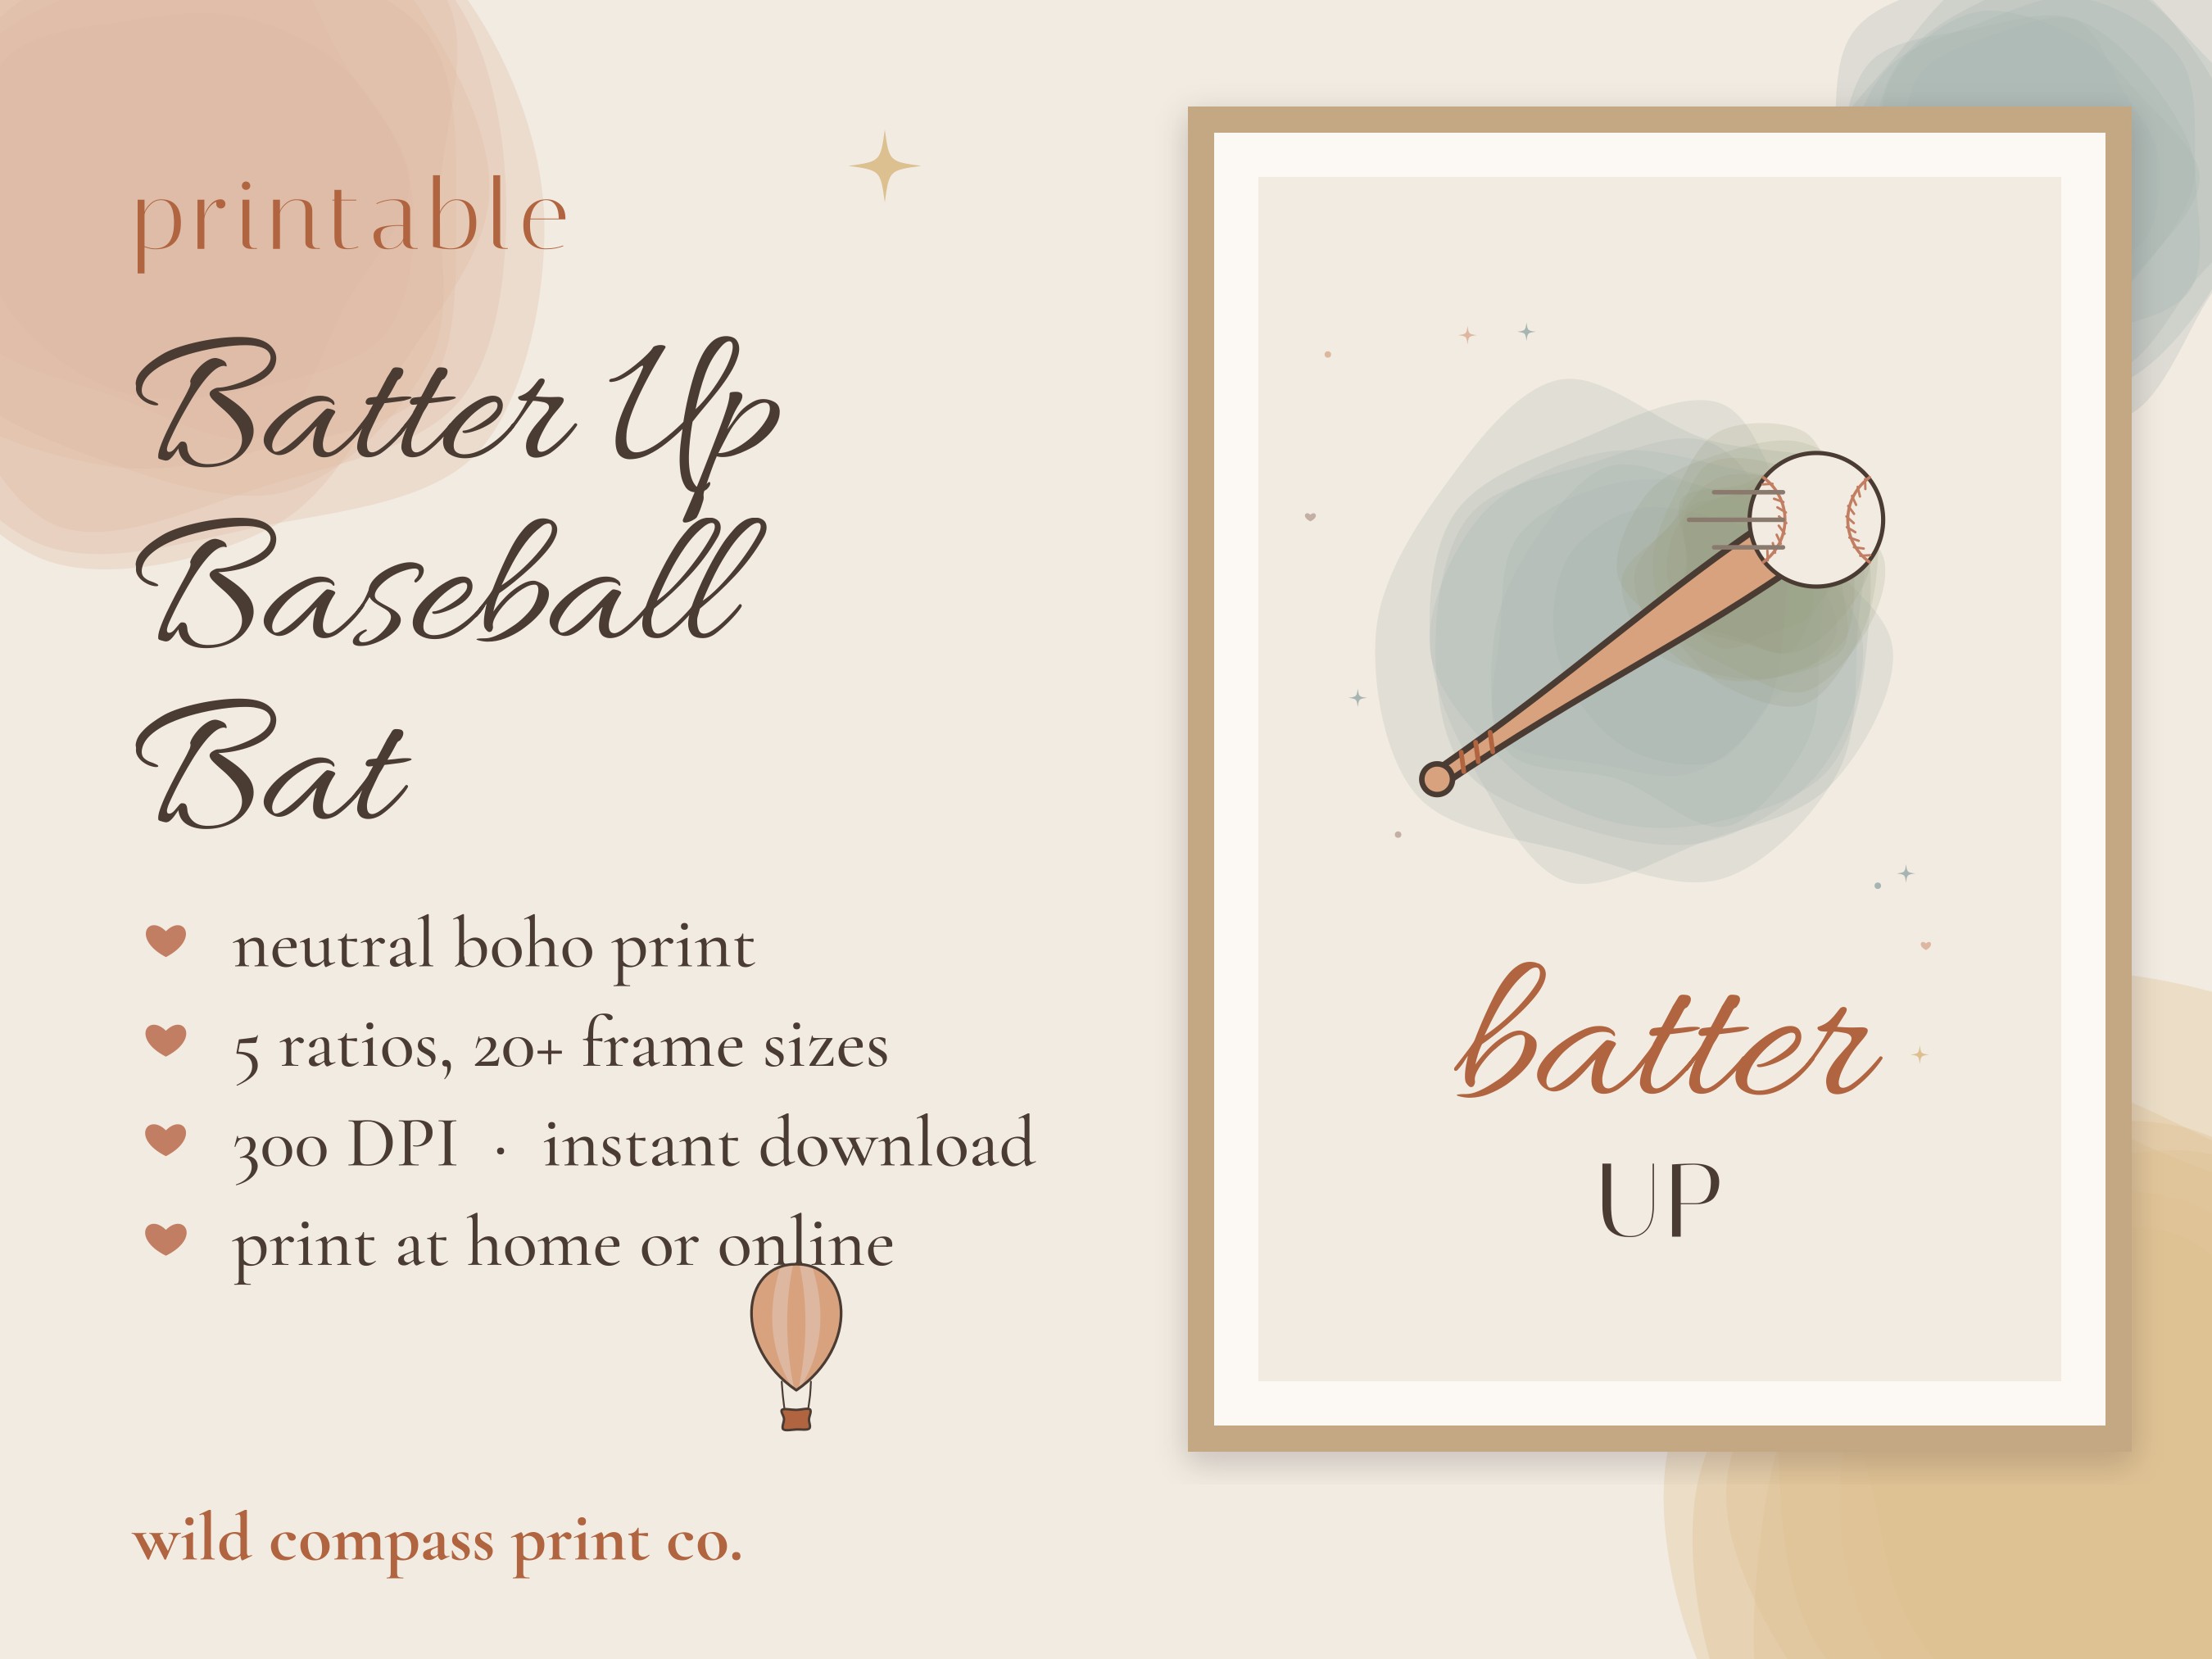 printable
Batter Up
Baseball
Bat
neutral boho print
5 ratios, 20+ frame sizes
300 DPI · instant download
print at home or online
wild compass print co.
batter
UP